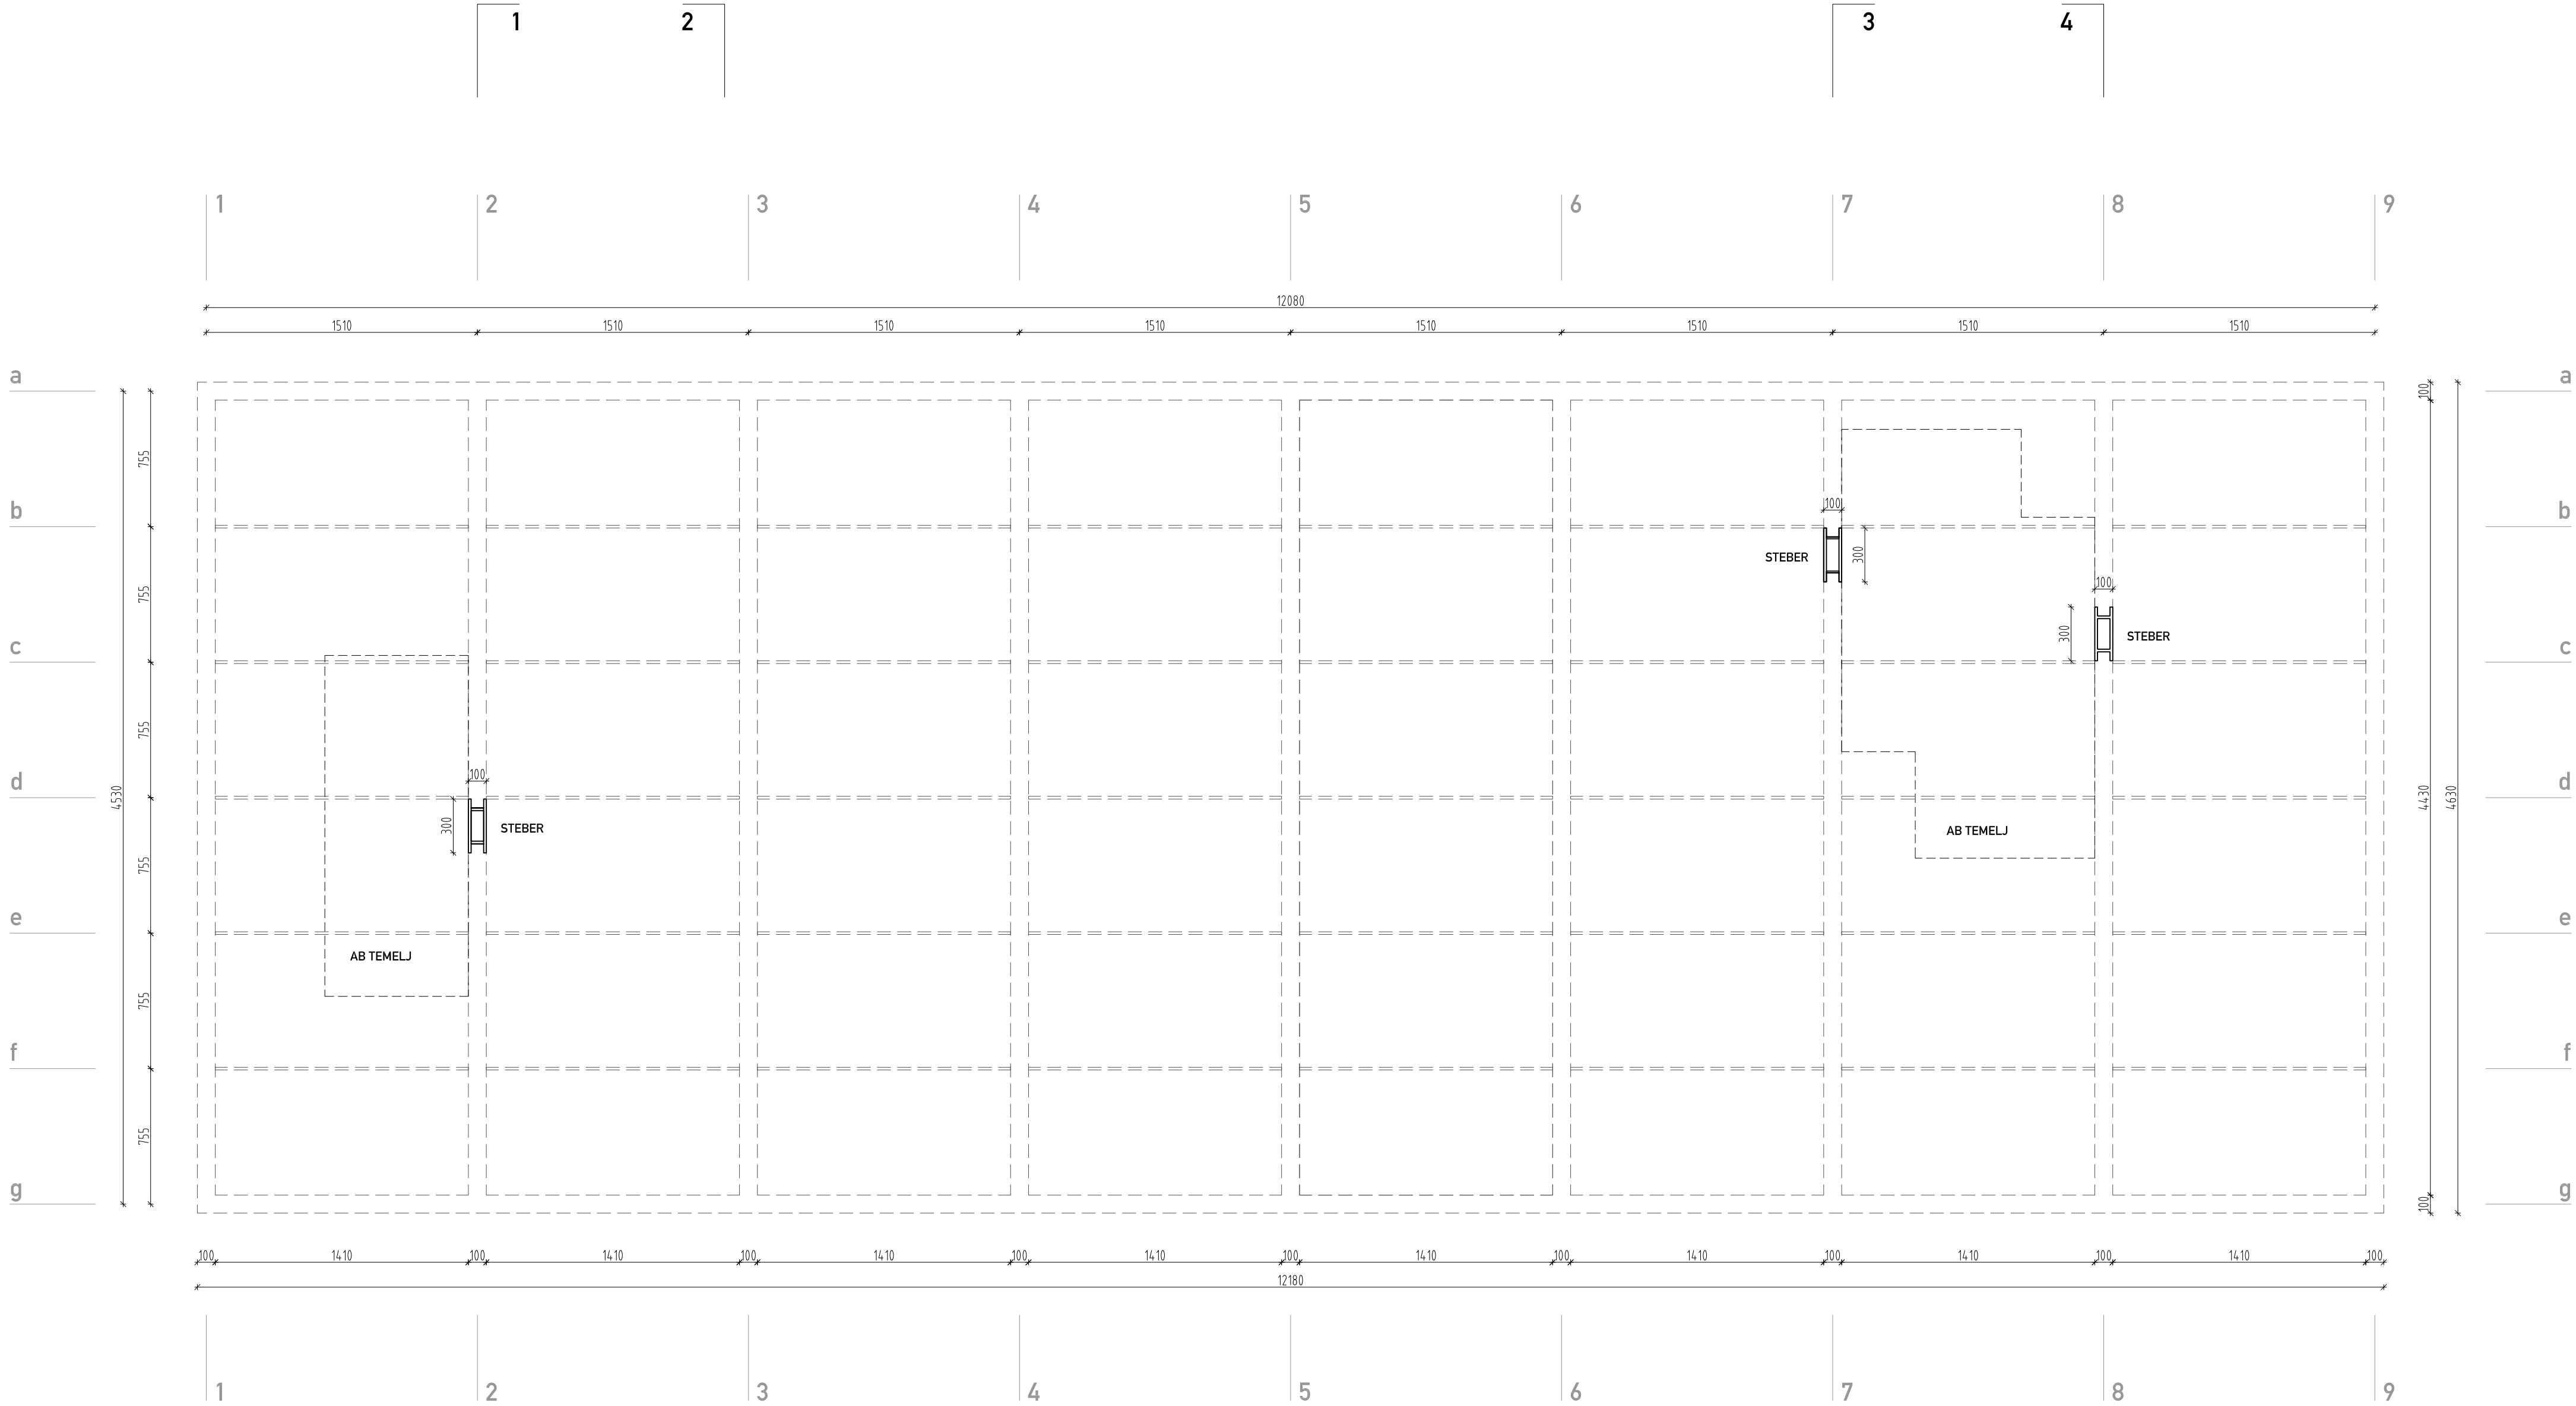 1 2 3 4
1 2 3 4 5 6 7 8 9
12080
1510 1510 1510 1510 1510 1510 1510 1510
a a
100
755
b b
100
STEBER 300
755
100
300 STEBER
c c
755
d 4530 100 d 4430 4630
300 STEBER
AB TEMELJ
755
e e
AB TEMELJ
755
f f
755
g g
100
100 1410 100 1410 100 1410 100 1410 100 1410 100 1410 100 1410 100 1410 100
12180
1 2 3 4 5 6 7 8 9